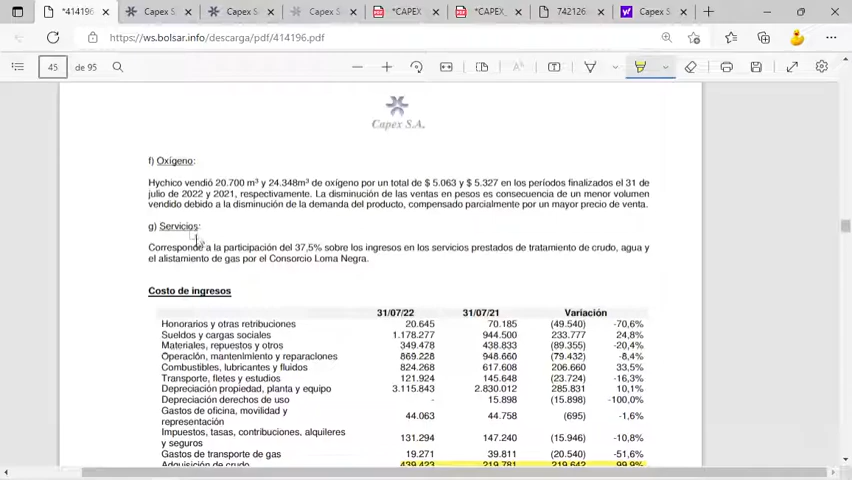 *414196
Capex S.
Capex S.
Capex S.
*CAPEX
*CAPEX
742126
Capex S.
https://ws.bolsar.info/descarga/pdf/414196.pdf
45
de 95
Capex S.A.
f) Oxígeno:
Hychico vendió 20.700 m³ y 24.348m³ de oxígeno por un total de $ 5.063 y $ 5.327 en los periodos finalizados el 31 de
julio de 2022 y 2021, respectivamente. La disminución de las ventas en pesos es consecuencia de un menor volumen
vendido debido a la disminución de la demanda del producto, compensado parcialmente por un mayor precio de venta.
g) Servicios:
Corresponde a la participación del 37,5% sobre los ingresos en los servicios prestados de tratamiento de crudo, agua y
el alistamiento de gas por el Consorcio Loma Negra.
Costo de ingresos
31/07/22 31/07/21 Variación
Honorarios y otras retribuciones 20.645 70.185 (49.540) -70,6%
Sueldos y cargas sociales 1.178.277 944.500 233.777 24,8%
Materiales, repuestos y otros 349.478 438.833 (89.355) -20,4%
Operación, mantenimiento y reparaciones 869.228 948.660 (79.432) -8,4%
Combustibles, lubricantes y fluidos 824.268 617.608 206.660 33,5%
Transporte, fletes y estudios 121.924 145.648 (23.724) -16,3%
Depreciación propiedad, planta y equipo 3.115.843 2.830.012 285.831 10,1%
Depreciación derechos de uso - 15.898 (15.898) -100,0%
Gastos de oficina, movilidad y
representación 44.063 44.758 (695) -1,6%
Impuestos, tasas, contribuciones, alquileres
y seguros 131.294 147.240 (15.946) -10,8%
Gastos de transporte de gas 19.271 39.811 (20.540) -51,6%
Adquisición de crudo 439.423 219.781 219.642 99,9%